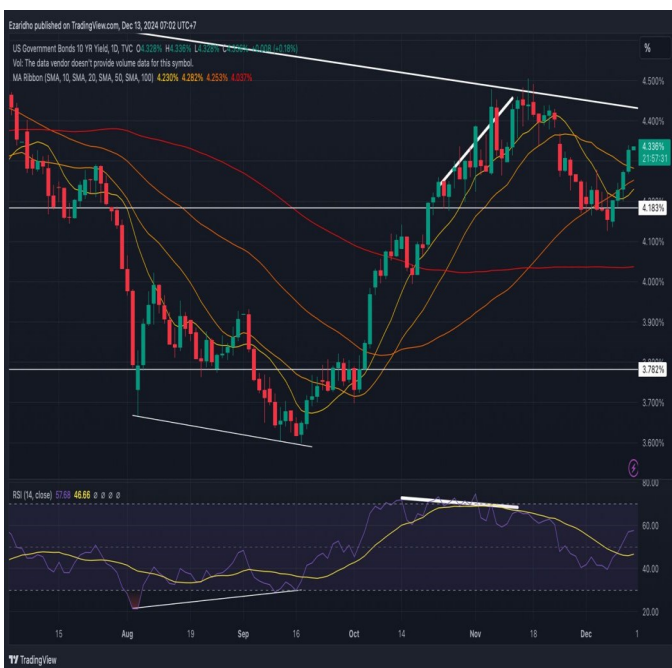 Ezaridho published on TradingView.com, Dec 13, 2024 07:02 UTC+7
US Government Bonds 10 YR Yield, 1D, TVC O4.328% H4.336% L4.328% +0.008 (+0.18%)
Vol: The data vendor doesn't provide volume data for this symbol.
MA Ribbon (SMA, 10, SMA, 20, SMA, 50, SMA, 100) 4.230% 4.282% 4.253% 4.037%
%
4.500%
4.400%
4.336%
21:57:31
4.183%
4.100%
4.000%
3.900%
3.782%
3.700%
3.600%
80.00
RSI (14, close) 57.68 46.66 ∅ ∅ ∅ ∅
60.00
40.00
20.00
15 Aug 19 Sep 16 Oct 14 Nov 18 Dec 1
TradingView